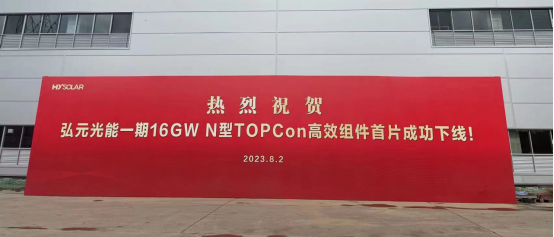 HY SOLAR
热烈祝贺
弘元光能一期16GW N型TOPCon高效组件首片成功下线!
2023.8.2